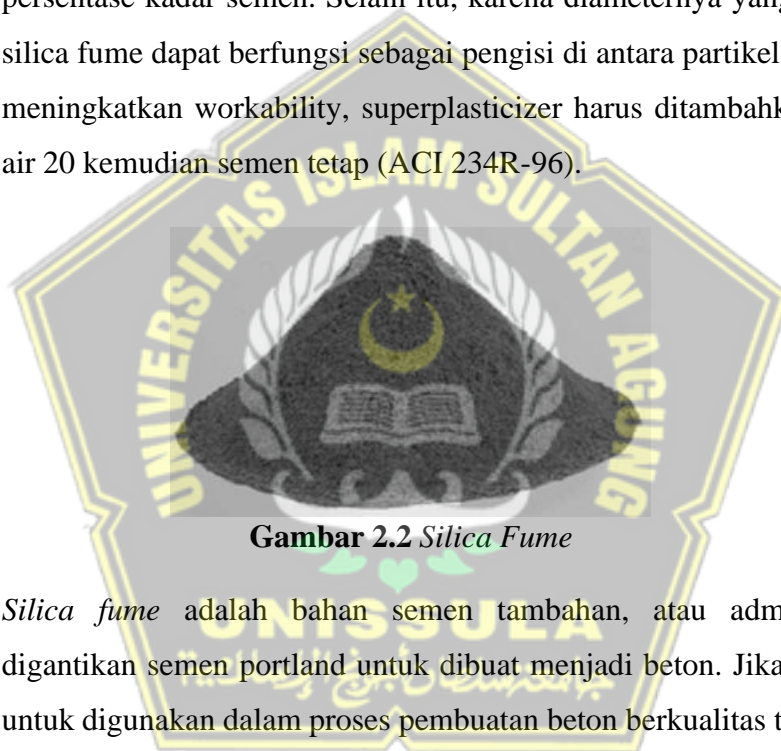 persentase kadar semen. Selain itu, karena diameternya yang
silica fume dapat berfungsi sebagai pengisi di antara partikel
meningkatkan workability, superplasticizer harus ditambahk
air 20 kemudian semen tetap (ACI 234R-96).
UNIVERSITAS ISLAM SULTAN AGUNG
Gambar 2.2 Silica Fume
Silica fume adalah bahan semen tambahan, atau adm
UNISSULA
digantikan semen portland untuk dibuat menjadi beton. Jika
جامعتسلطان أجونج الإسلامية
untuk digunakan dalam proses pembuatan beton berkualitas t